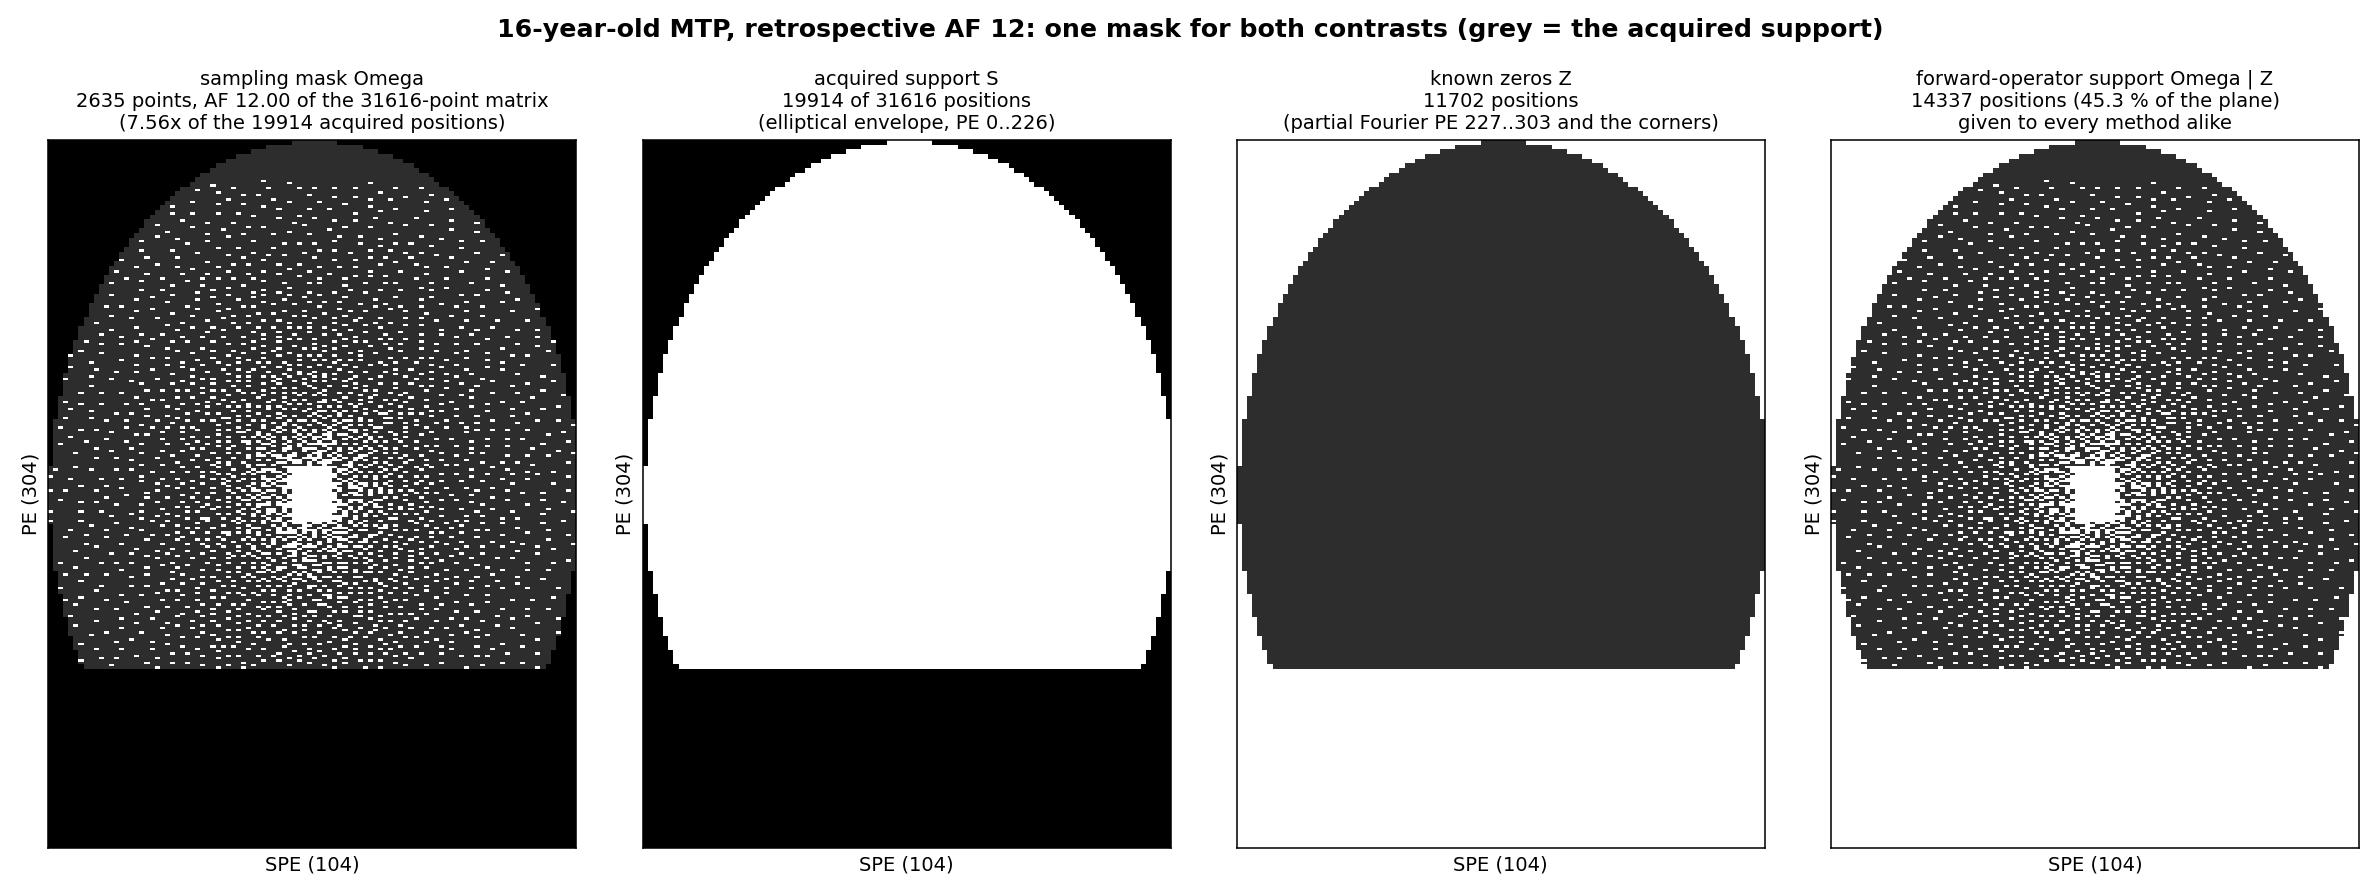 16-year-old MTP, retrospective AF 12: one mask for both contrasts (grey = the acquired support)
sampling mask Omega
2635 points, AF 12.00 of the 31616-point matrix
(7.56x of the 19914 acquired positions)
PE (304)
SPE (104)
acquired support S
19914 of 31616 positions
(elliptical envelope, PE 0..226)
PE (304)
SPE (104)
known zeros Z
11702 positions
(partial Fourier PE 227..303 and the corners)
PE (304)
SPE (104)
forward-operator support Omega | Z
14337 positions (45.3 % of the plane)
given to every method alike
PE (304)
SPE (104)